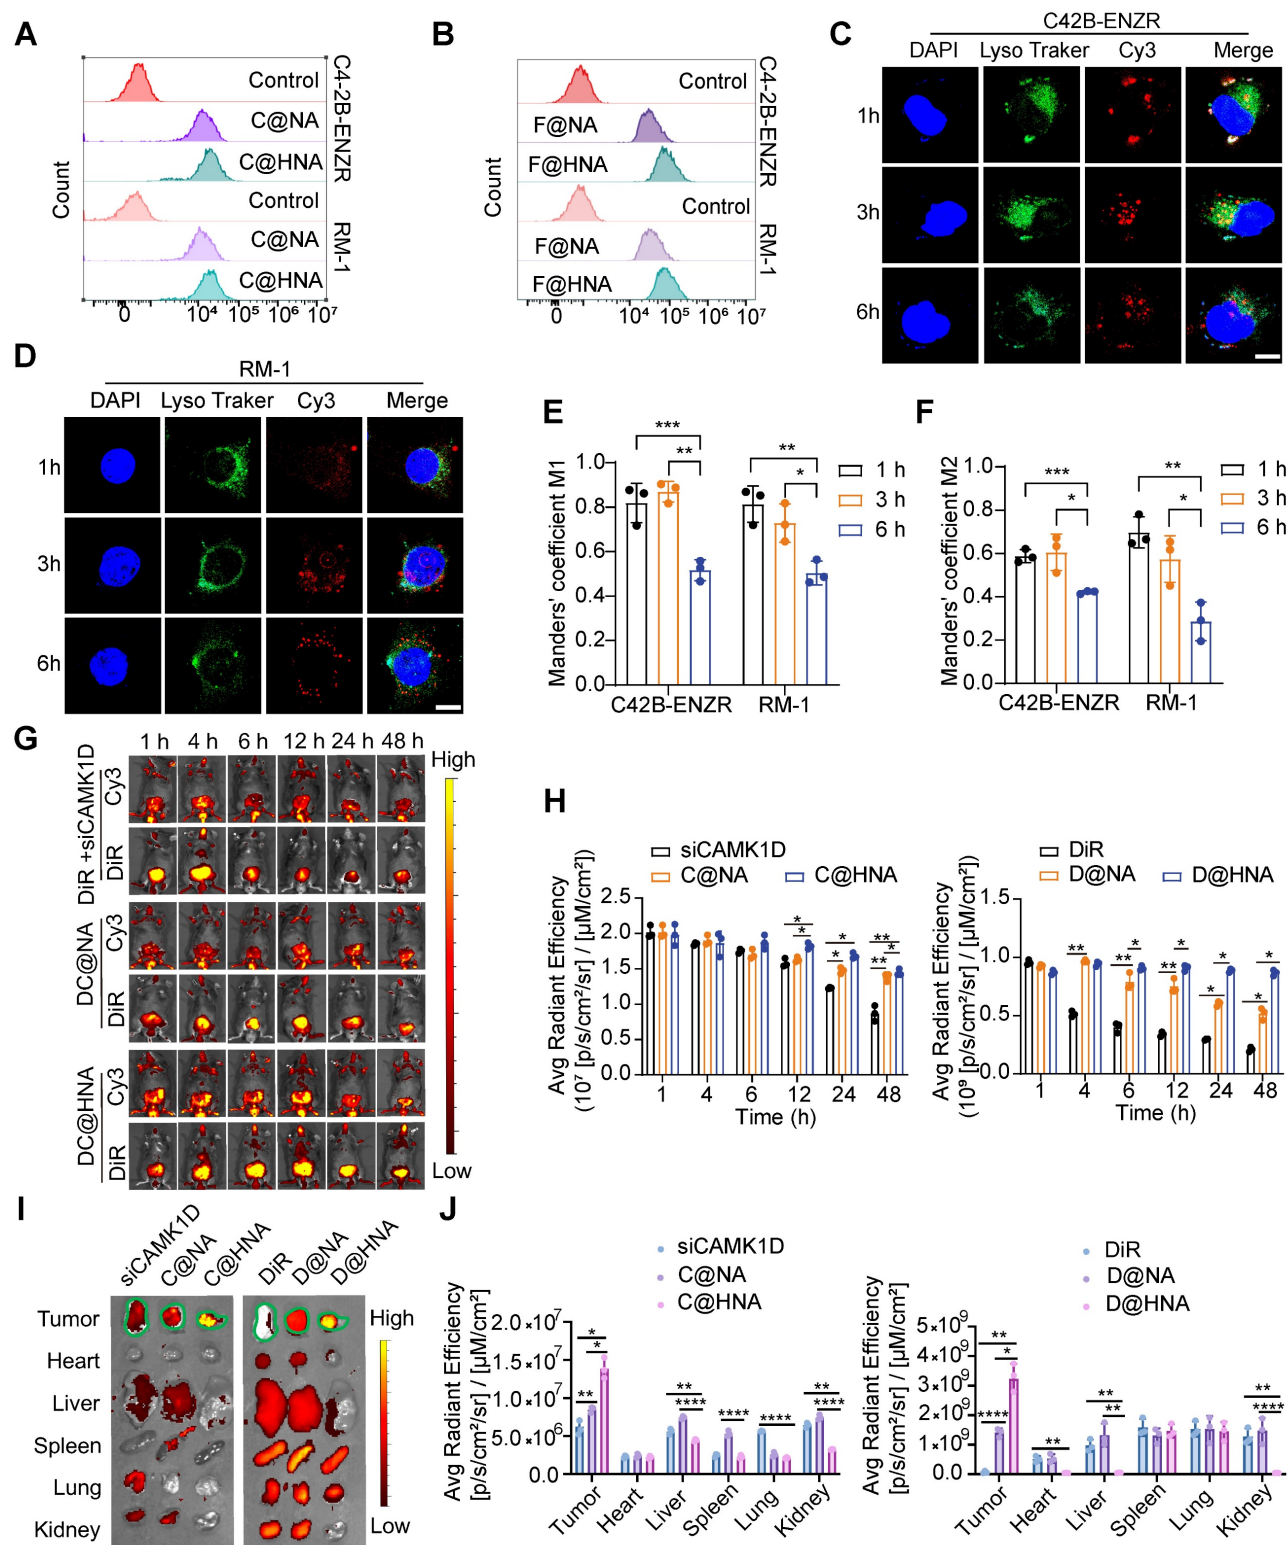 A
Control
C@NA
C@HNA
Control
C@NA
C@HNA
Count
C4-2B-ENZR
RM-1
0 10⁴ 10⁵ 10⁶ 10⁷
B
Control
F@NA
F@HNA
Control
F@NA
F@HNA
Count
C4-2B-ENZR
RM-1
0 10⁴ 10⁵ 10⁶ 10⁷
C
C42B-ENZR
DAPI Lyso Traker Cy3 Merge
1h
3h
6h
D
RM-1
DAPI Lyso Traker Cy3 Merge
1h
3h
6h
E
Manders' coefficient M1
1.0
0.8
0.6
0.4
0.2
0.0
*** ** ** *
1 h
3 h
6 h
C42B-ENZR RM-1
F
Manders' coefficient M2
1.0
0.8
0.6
0.4
0.2
0.0
*** * ** *
1 h
3 h
6 h
C42B-ENZR RM-1
G
1 h 4 h 6 h 12 h 24 h 48 h
DiR +siCAMK1D
Cy3
DiR
DC@NA
Cy3
DiR
DC@HNA
Cy3
DiR
High
Low
H
siCAMK1D
C@NA C@HNA
Avg Radiant Efficiency
(10⁷ [p/s/cm²/sr] / [μM/cm²])
2.5
2.0
1.5
1.0
0.5
0.0
* * * * ** * **
1 4 6 12 24 48
Time (h)
DiR
D@NA D@HNA
Avg Radiant Efficiency
(10⁹ [p/s/cm²/sr] / [μM/cm²])
1.5
1.0
0.5
0.0
** ** * ** * * * * *
1 4 6 12 24 48
Time (h)
I
siCAMK1D C@NA C@HNA DiR D@NA D@HNA
Tumor
Heart
Liver
Spleen
Lung
Kidney
High
Low
J
siCAMK1D
C@NA
C@HNA
Avg Radiant Efficiency
[p/s/cm²/sr] / [μM/cm²]
2.0×10⁷
1.5×10⁷
1.0×10⁷
5.0×10⁶
0.0
* * ** ** **** **** **** ** ****
Tumor Heart Liver Spleen Lung Kidney
DiR
D@NA
D@HNA
Avg Radiant Efficiency
[p/s/cm²/sr] / [μM/cm²]
5×10⁹
4×10⁹
3×10⁹
2×10⁹
1×10⁹
0.0
** * **** ** ** ** ** ****
Tumor Heart Liver Spleen Lung Kidney